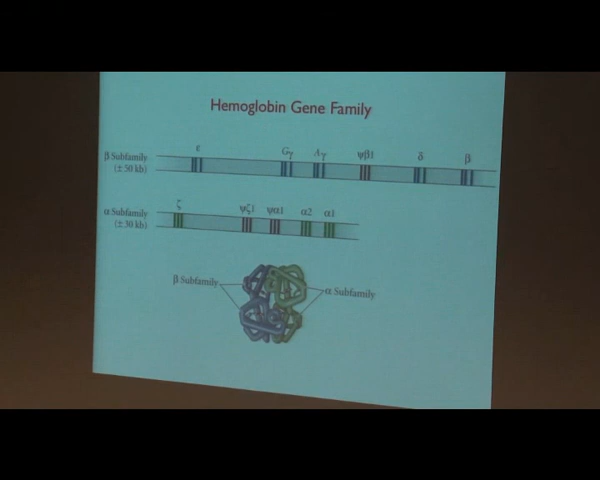 Hemoglobin Gene Family
ε Gγ Aγ ψβ1 δ β
β Subfamily
(± 50 kb)
ζ ψζ1 ψα1 α2 α1
α Subfamily
(± 30 kb)
β Subfamily
α Subfamily